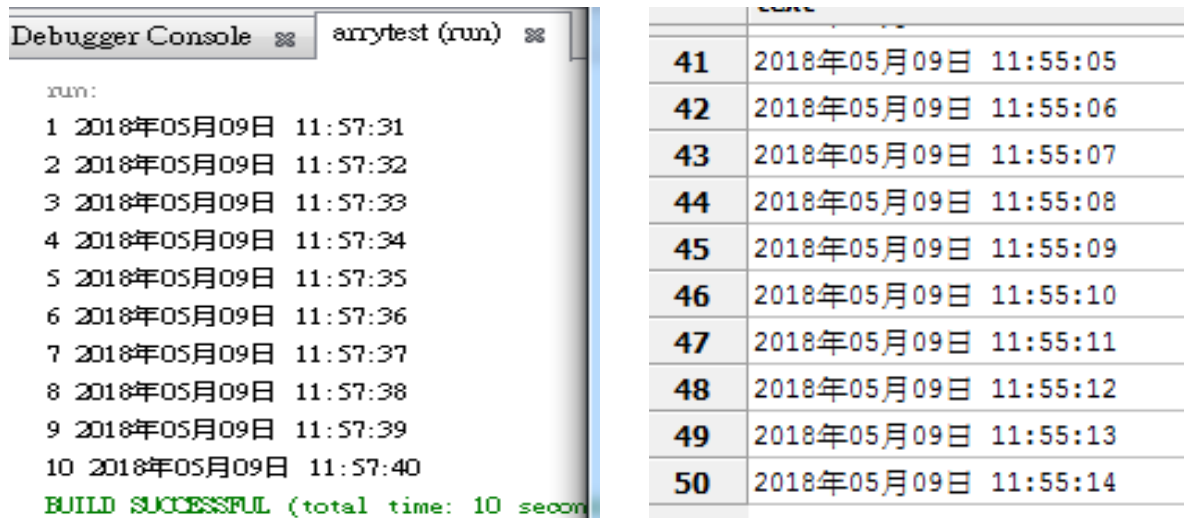 Debugger Console
arrytest (run)
run:
1 2018年05月09日 11:57:31
2 2018年05月09日 11:57:32
3 2018年05月09日 11:57:33
4 2018年05月09日 11:57:34
5 2018年05月09日 11:57:35
6 2018年05月09日 11:57:36
7 2018年05月09日 11:57:37
8 2018年05月09日 11:57:38
9 2018年05月09日 11:57:39
10 2018年05月09日 11:57:40
BUILD SUCCESSFUL (total time: 10 secon
41 2018年05月09日 11:55:05
42 2018年05月09日 11:55:06
43 2018年05月09日 11:55:07
44 2018年05月09日 11:55:08
45 2018年05月09日 11:55:09
46 2018年05月09日 11:55:10
47 2018年05月09日 11:55:11
48 2018年05月09日 11:55:12
49 2018年05月09日 11:55:13
50 2018年05月09日 11:55:14